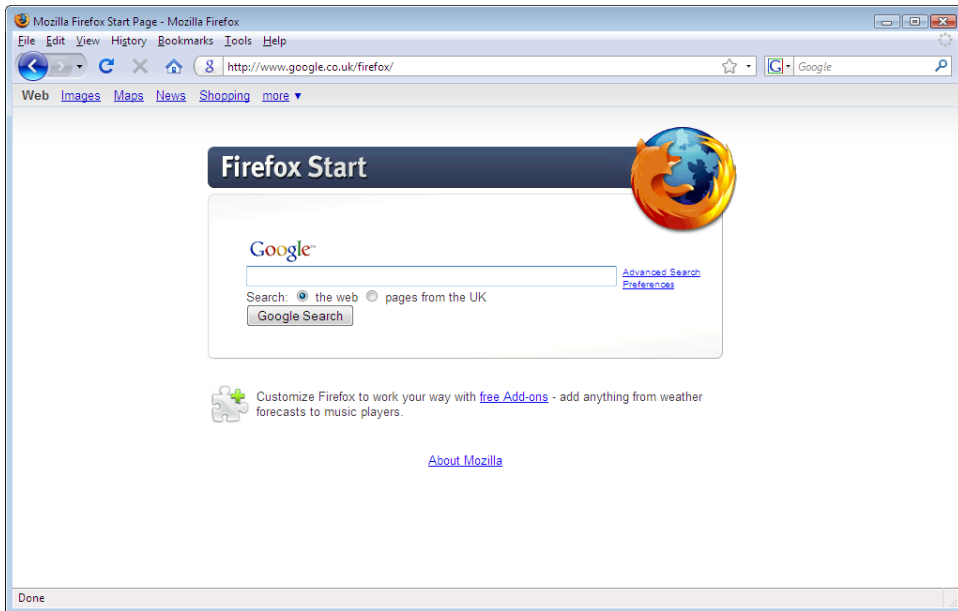 Mozilla Firefox Start Page - Mozilla Firefox
File Edit View History Bookmarks Tools Help
8 http://www.google.co.uk/firefox/ G Google
Web Images Maps News Shopping more ▼
Firefox Start
Google™
Advanced Search
Preferences
Search: the web pages from the UK
Google Search
Customize Firefox to work your way with free Add-ons - add anything from weather
forecasts to music players.
About Mozilla
Done